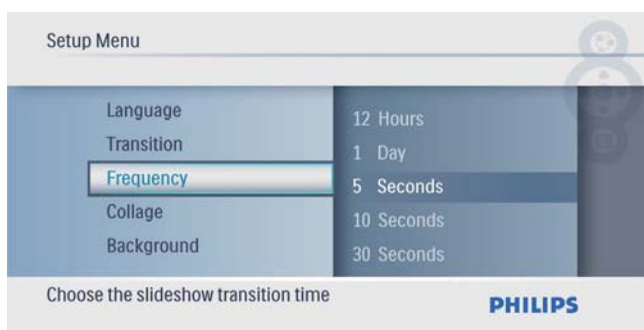 Setup Menu
Language
Transition
Frequency
Collage
Background
12 Hours
1 Day
5 Seconds
10 Seconds
30 Seconds
Choose the slideshow transition time
PHILIPS